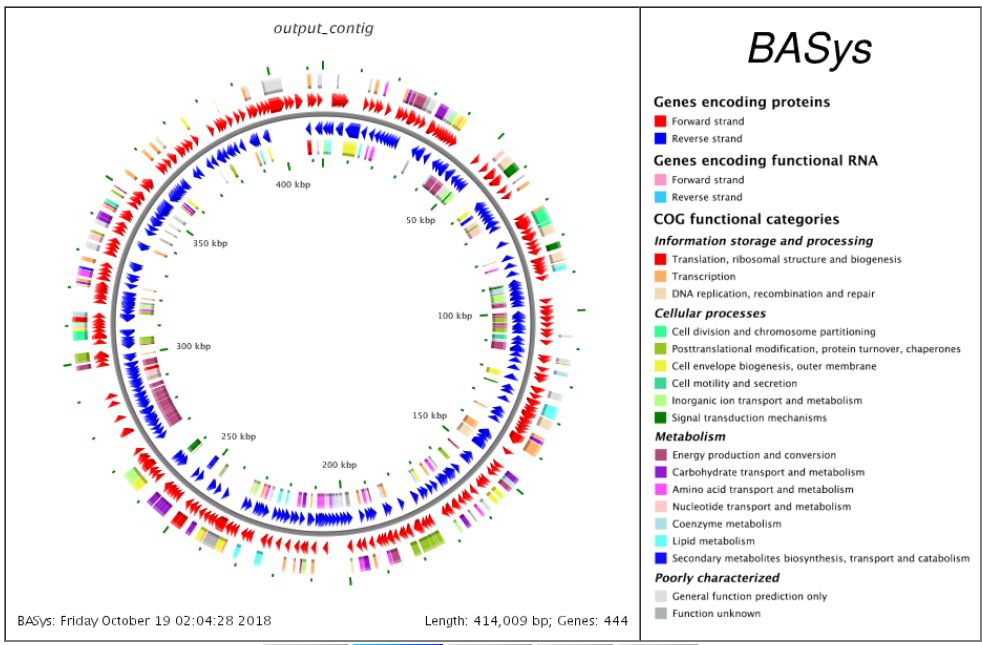 output_contig
400 kbp
50 kbp
350 kbp
100 kbp
300 kbp
150 kbp
250 kbp
200 kbp
BASys: Friday October 19 02:04:28 2018
Length: 414,009 bp; Genes: 444
BASys
Genes encoding proteins
Forward strand
Reverse strand
Genes encoding functional RNA
Forward strand
Reverse strand
COG functional categories
Information storage and processing
Translation, ribosomal structure and biogenesis
Transcription
DNA replication, recombination and repair
Cellular processes
Cell division and chromosome partitioning
Posttranslational modification, protein turnover, chaperones
Cell envelope biogenesis, outer membrane
Cell motility and secretion
Inorganic ion transport and metabolism
Signal transduction mechanisms
Metabolism
Energy production and conversion
Carbohydrate transport and metabolism
Amino acid transport and metabolism
Nucleotide transport and metabolism
Coenzyme metabolism
Lipid metabolism
Secondary metabolites biosynthesis, transport and catabolism
Poorly characterized
General function prediction only
Function unknown